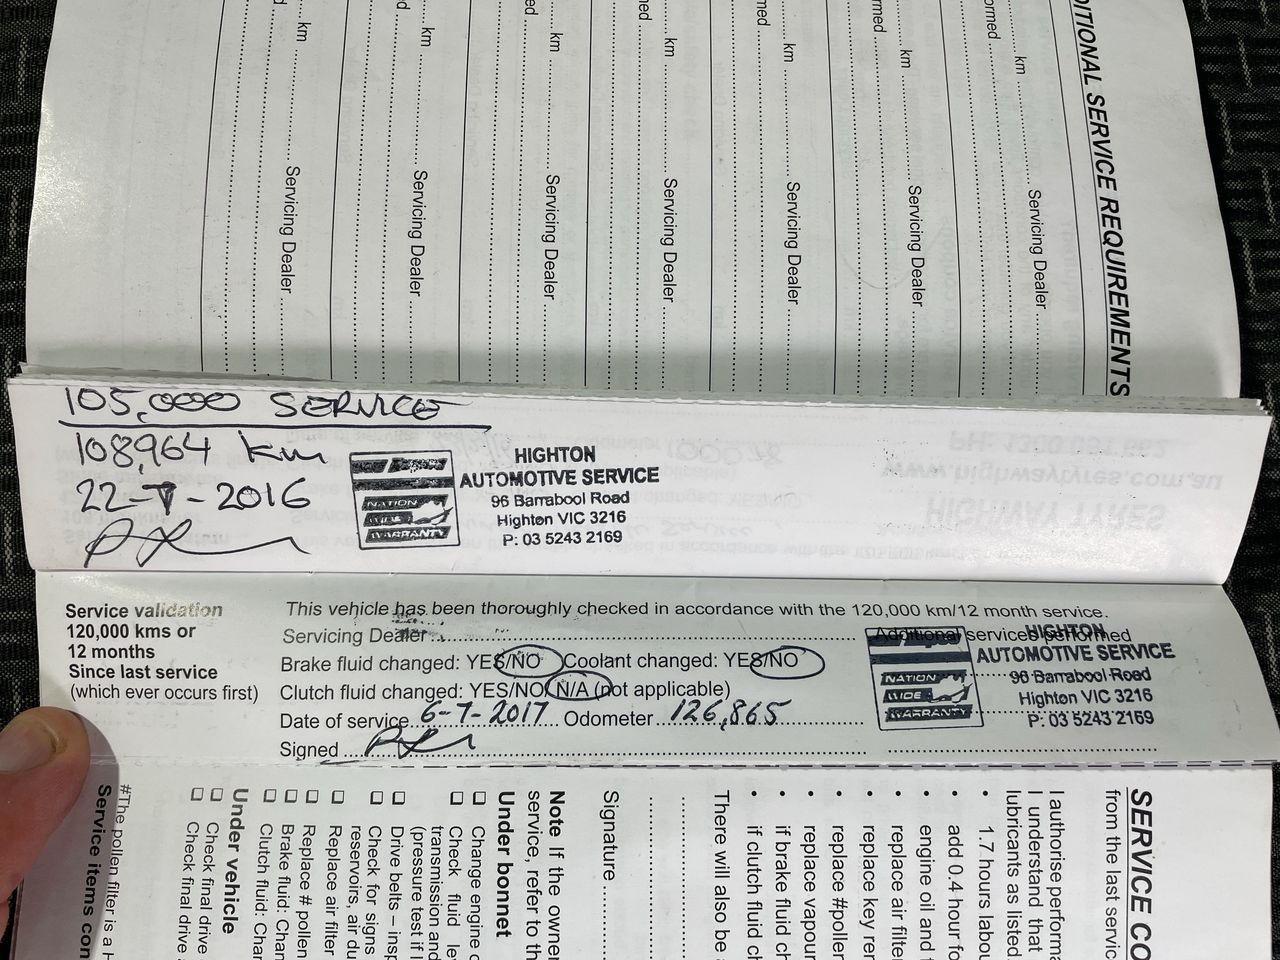 DITIONAL SERVICE REQUIREMENTS
km Servicing Dealer
km Servicing Dealer
km Servicing Dealer
km Servicing Dealer
km Servicing Dealer
km Servicing Dealer
km Servicing Dealer
105,000 SERVICE
108,964 km
22-7-2016
NATION
WIDE
WARRANTY
HIGHTON
AUTOMOTIVE SERVICE
96 Barrabool Road
Highton VIC 3216
P: 03 5243 2169
HIGHWAY TYRES
www.highwaytyres.com.au
PH: 1300 031 662
Service validation
120,000 kms or
12 months
Since last service
(which ever occurs first)
This vehicle has been thoroughly checked in accordance with the 120,000 km/12 month service.
Servicing Dealer
Additional services performed
Brake fluid changed: YES/NO Coolant changed: YES/NO
Clutch fluid changed: YES/NO N/A (not applicable)
Date of service 6-7-2017 Odometer 126,865
Signed
NATION
WIDE
WARRANTY
HIGHTON
AUTOMOTIVE SERVICE
96 Barrabool Road
Highton VIC 3216
P: 03 5243 2169
SERVICE CO
from the last servic
I authorise performa
I understand that
lubricants as listed.
• 1.7 hours labou
• add 0.4 hour fo
• engine oil and f
• replace air filter
• replace key rer
• replace #poller
• replace vapour
• if brake fluid ch
• if clutch fluid ch
There will also be
Signature
Note If the owner
service, refer to th
Under bonnet
Change engine
Check fluid lev
transmission and
(pressure test if
Drive belts – insp
Check for signs
reservoirs, air du
Replace air filter
Replace # pollen
Brake fluid: Chan
Clutch fluid: Chan
Under vehicle
Check final drive
Check final drive
#The pollen filter is a H
Service items con